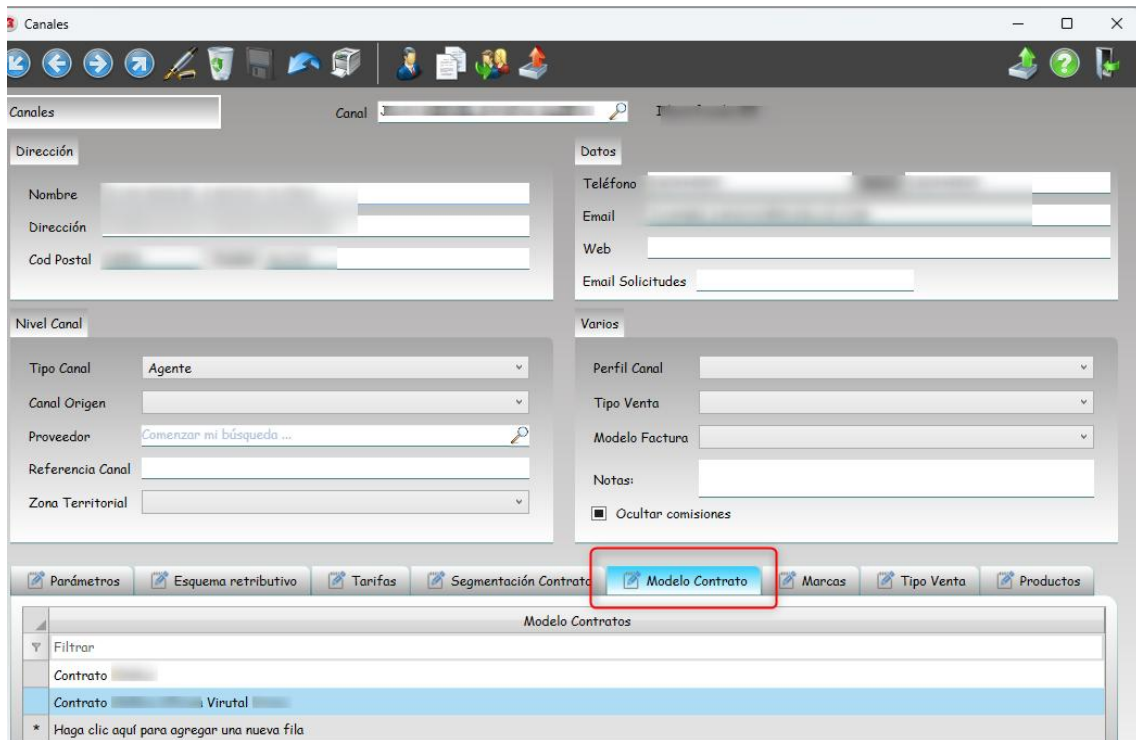 Canales
Canales
Canal
Dirección
Nombre
Dirección
Cod Postal
Datos
Teléfono
Email
Web
Email Solicitudes
Nivel Canal
Tipo Canal Agente
Canal Origen
Proveedor Comenzar mi búsqueda ...
Referencia Canal
Zona Territorial
Varios
Perfil Canal
Tipo Venta
Modelo Factura
Notas:
Ocultar comisiones
Parámetros Esquema retributivo Tarifas Segmentación Contrato Modelo Contrato Marcas Tipo Venta Productos
Modelo Contratos
Filtrar
Contrato
Contrato Virutal
* Haga clic aquí para agregar una nueva fila